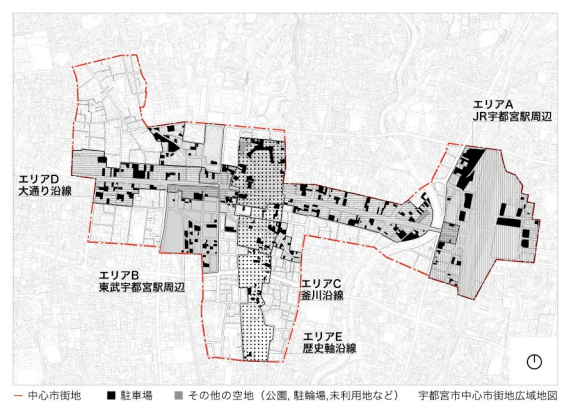 エリアA
JR宇都宮駅周辺
エリアD
大通り沿線
エリアB
東武宇都宮駅周辺
エリアC
釜川沿線
エリアE
歴史軸沿線
中心市街地
駐車場
その他の空地（公園, 駐輪場,未利用地など）
宇都宮市中心市街地広域地図